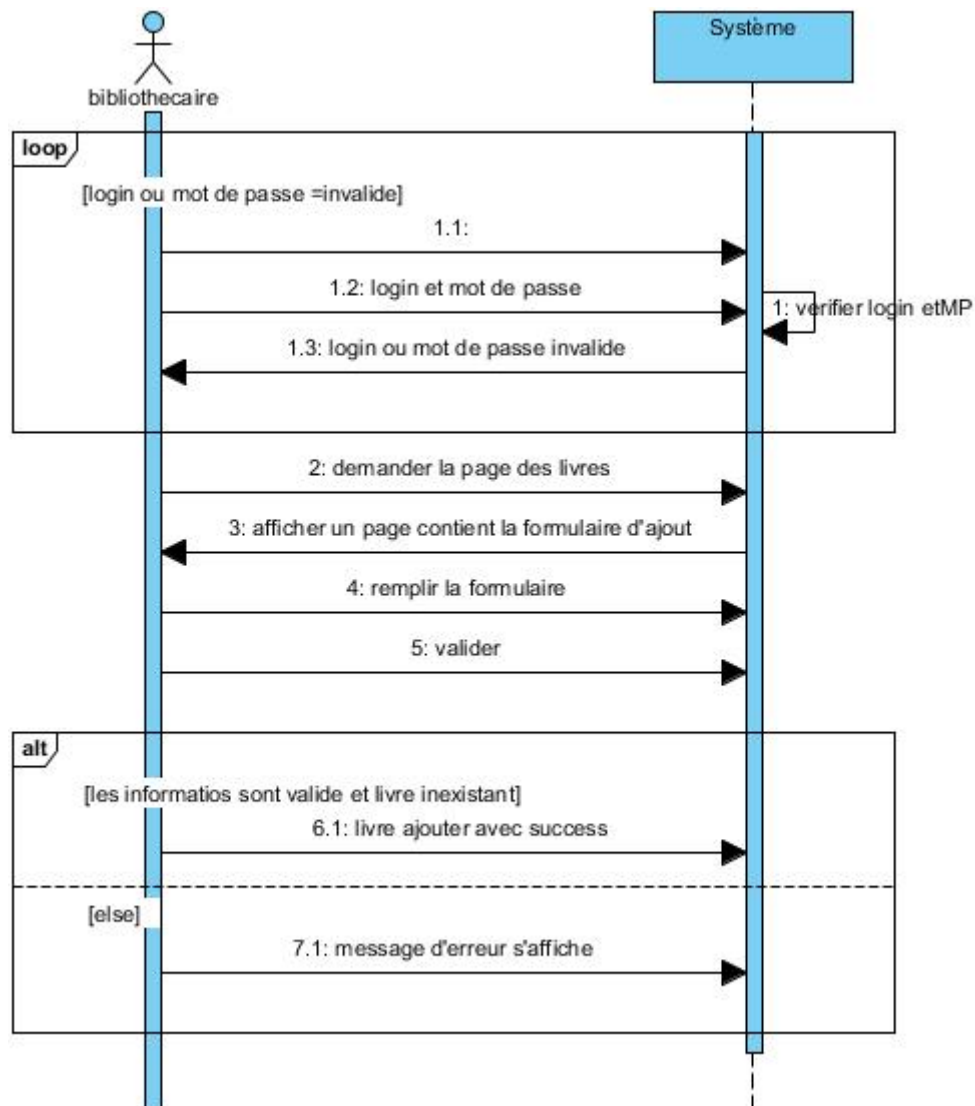 Système
bibliothecaire
loop
[login ou mot de passe =invalide]
1.1:
1.2: login et mot de passe
1: verifier login etMP
1.3: login ou mot de passe invalide
2: demander la page des livres
3: afficher un page contient la formulaire d'ajout
4: remplir la formulaire
5: valider
alt
[les informatios sont valide et livre inexistant]
6.1: livre ajouter avec success
[else]
7.1: message d'erreur s'affiche